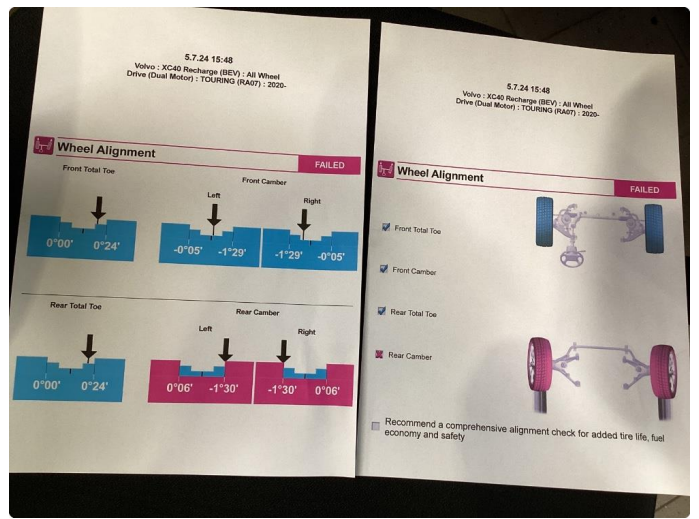 5.7.24 15:48
Volvo : XC40 Recharge (BEV) : All Wheel
Drive (Dual Motor) : TOURING (RA07) : 2020-
Wheel Alignment
FAILED
Front Total Toe
Front Camber
Left
Right
0°00' 0°24'
-0°05' -1°29'
-1°29' -0°05'
Rear Total Toe
Rear Camber
Left
Right
0°00' 0°24'
0°06' -1°30'
-1°30' 0°06'
5.7.24 15:48
Volvo : XC40 Recharge (BEV) : All Wheel
Drive (Dual Motor) : TOURING (RA07) : 2020-
Wheel Alignment
FAILED
Front Total Toe
Front Camber
Rear Total Toe
Rear Camber
Recommend a comprehensive alignment check for added tire life, fuel
economy and safety